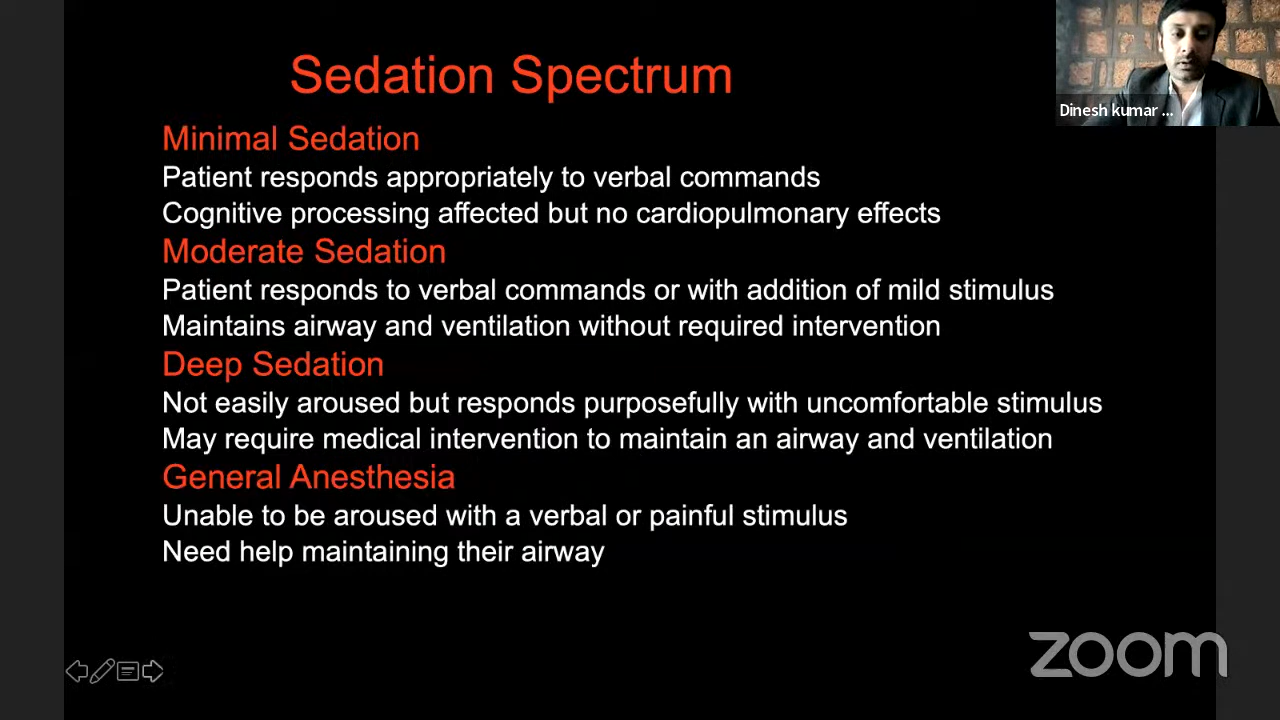 Sedation Spectrum
Dinesh kumar ...
Minimal Sedation
Patient responds appropriately to verbal commands
Cognitive processing affected but no cardiopulmonary effects
Moderate Sedation
Patient responds to verbal commands or with addition of mild stimulus
Maintains airway and ventilation without required intervention
Deep Sedation
Not easily aroused but responds purposefully with uncomfortable stimulus
May require medical intervention to maintain an airway and ventilation
General Anesthesia
Unable to be aroused with a verbal or painful stimulus
Need help maintaining their airway
zoom